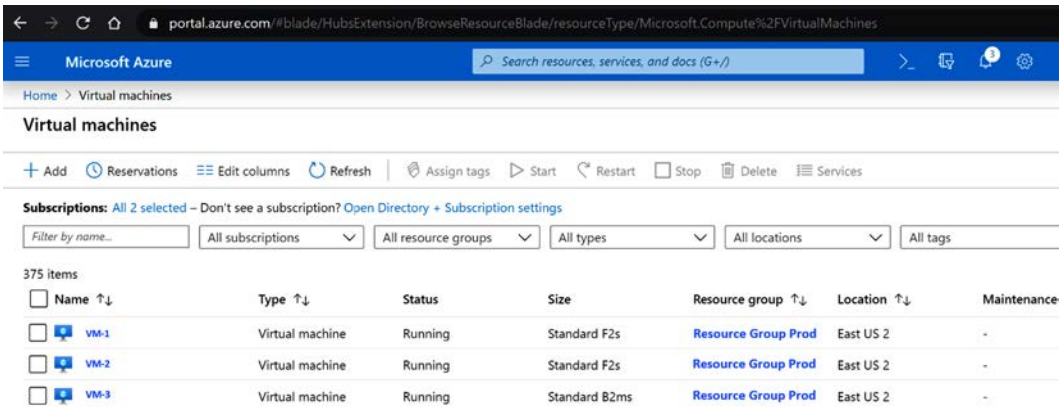 portal.azure.com/#blade/HubsExtension/BrowseResourceBlade/resourceType/Microsoft.Compute%2FVirtualMachines
Microsoft Azure Search resources, services, and docs (G+/) 3
Home > Virtual machines
Virtual machines
Add Reservations Edit columns Refresh Assign tags Start Restart Stop Delete Services
Subscriptions: All 2 selected – Don't see a subscription? Open Directory + Subscription settings
Filter by name... All subscriptions All resource groups All types All locations All tags
375 items
Name ↑↓ Type ↑↓ Status Size Resource group ↑↓ Location ↑↓ Maintenance
VM-1 Virtual machine Running Standard F2s Resource Group Prod East US 2 -
VM-2 Virtual machine Running Standard F2s Resource Group Prod East US 2 -
VM-3 Virtual machine Running Standard B2ms Resource Group Prod East US 2 -